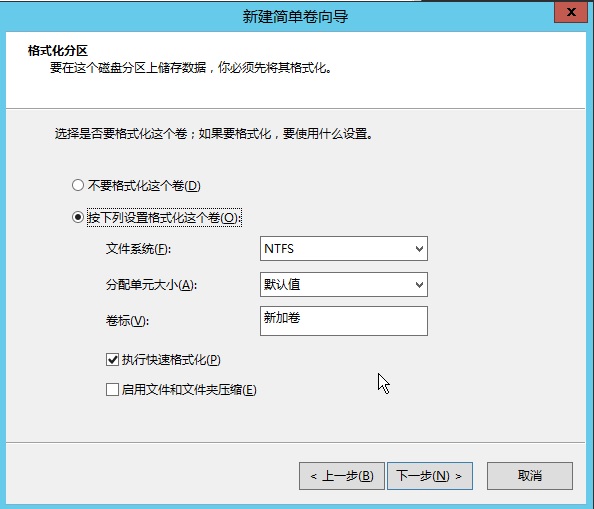 新建简单卷向导
x
格式化分区
要在这个磁盘分区上储存数据，你必须先将其格式化。
选择是否要格式化这个卷；如果要格式化，要使用什么设置。
不要格式化这个卷(D)
按下列设置格式化这个卷(O):
文件系统(F): NTFS
分配单元大小(A): 默认值
卷标(V): 新加卷
执行快速格式化(P)
启用文件和文件夹压缩(E)
< 上一步(B) 下一步(N) > 取消